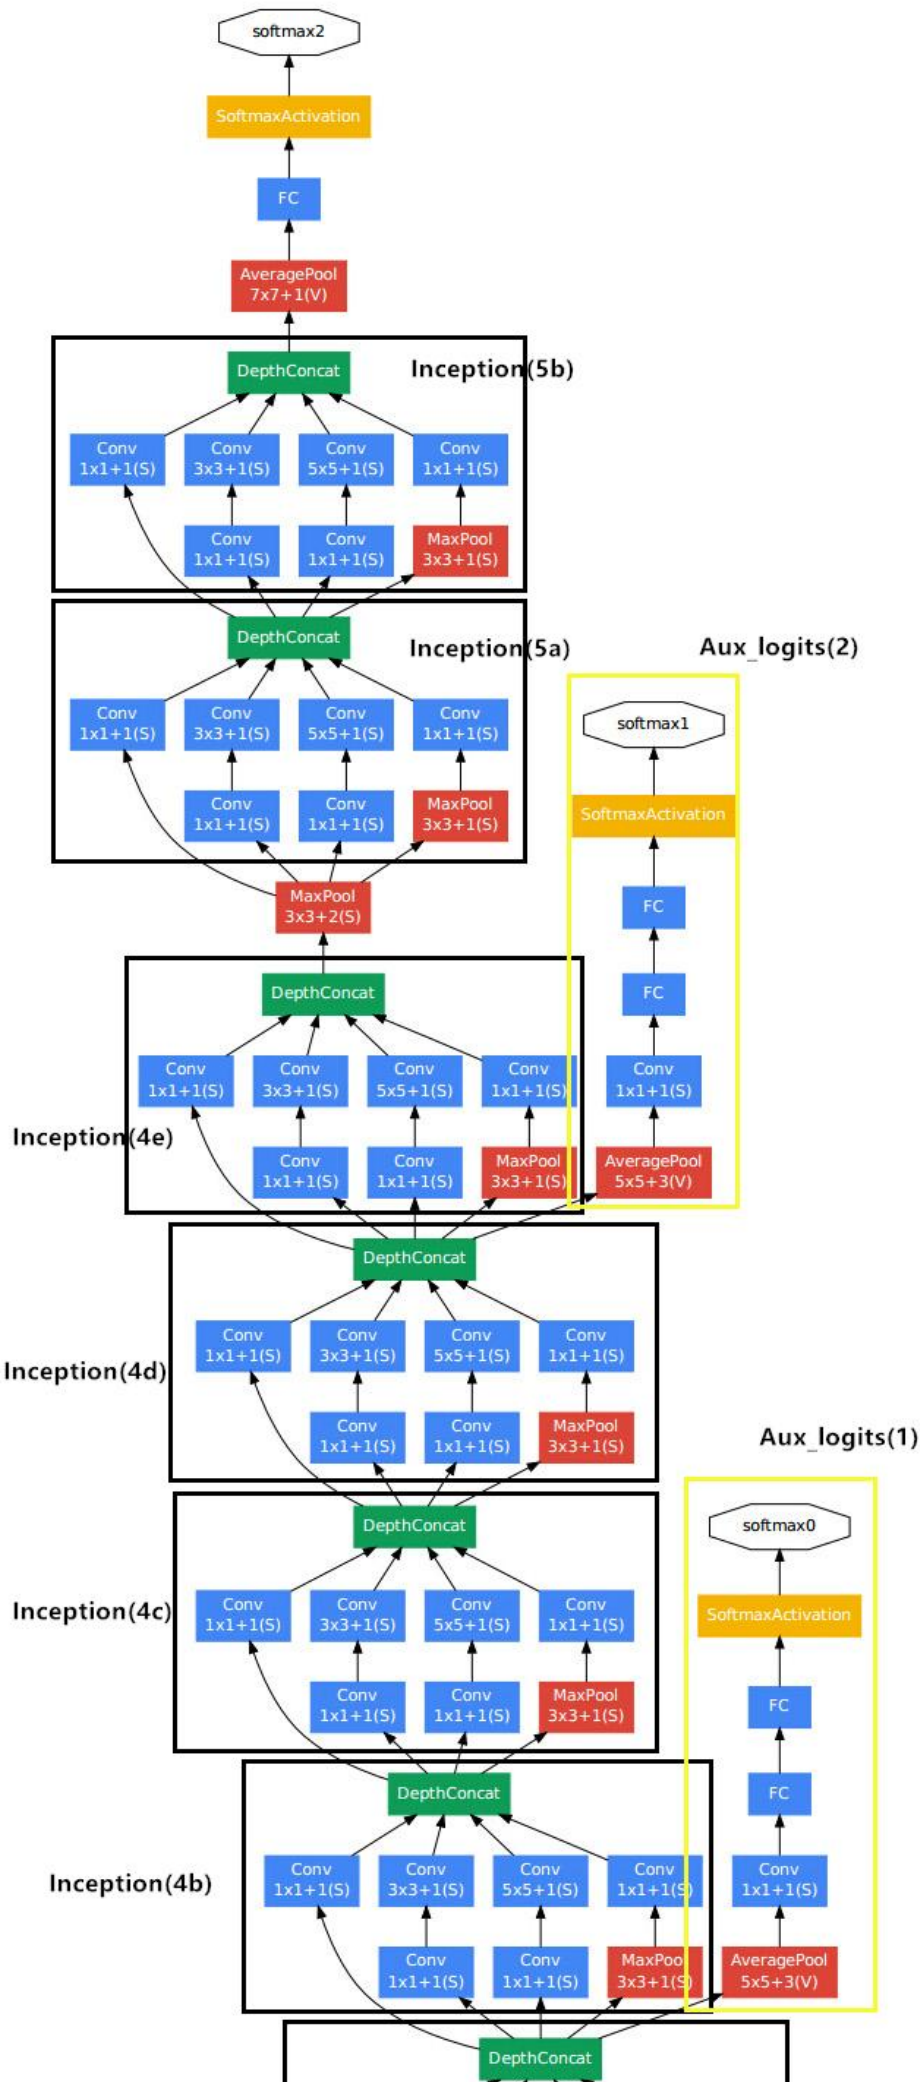 softmax2
SoftmaxActivation
FC
AveragePool
7x7+1(V)
DepthConcat
Inception(5b)
Conv
1x1+1(S)
Conv
3x3+1(S)
Conv
5x5+1(S)
Conv
1x1+1(S)
Conv
1x1+1(S)
Conv
1x1+1(S)
MaxPool
3x3+1(S)
DepthConcat
Inception(5a)
Conv
1x1+1(S)
Conv
3x3+1(S)
Conv
5x5+1(S)
Conv
1x1+1(S)
Conv
1x1+1(S)
Conv
1x1+1(S)
MaxPool
3x3+1(S)
MaxPool
3x3+2(S)
Aux_logits(2)
softmax1
SoftmaxActivation
FC
FC
Conv
1x1+1(S)
AveragePool
5x5+3(V)
DepthConcat
Conv
1x1+1(S)
Conv
3x3+1(S)
Conv
5x5+1(S)
Conv
1x1+1(S)
Inception(4e)
Conv
1x1+1(S)
Conv
1x1+1(S)
MaxPool
3x3+1(S)
DepthConcat
Conv
1x1+1(S)
Conv
3x3+1(S)
Conv
5x5+1(S)
Conv
1x1+1(S)
Inception(4d)
Conv
1x1+1(S)
Conv
1x1+1(S)
MaxPool
3x3+1(S)
Aux_logits(1)
softmax0
SoftmaxActivation
FC
FC
Conv
1x1+1(S)
AveragePool
5x5+3(V)
DepthConcat
Conv
1x1+1(S)
Conv
3x3+1(S)
Conv
5x5+1(S)
Conv
1x1+1(S)
Inception(4c)
Conv
1x1+1(S)
Conv
1x1+1(S)
MaxPool
3x3+1(S)
DepthConcat
Conv
1x1+1(S)
Conv
3x3+1(S)
Conv
5x5+1(S)
Conv
1x1+1(S)
Inception(4b)
Conv
1x1+1(S)
Conv
1x1+1(S)
MaxPool
3x3+1(S)
DepthConcat